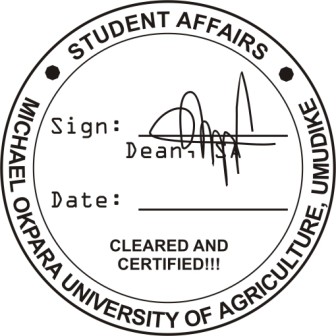 STUDENT AFFAIRS
Sign:
Dean, SA
Date:
CLEARED AND
CERTIFIED!!!
MICHAEL OKPARA UNIVERSITY OF AGRICULTURE, UMUDIKE